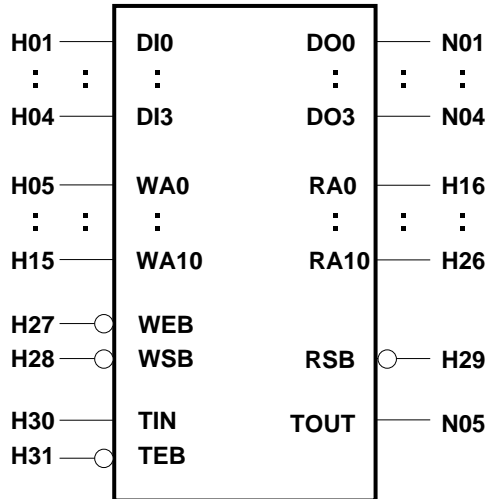 H01 DI0 DO0 N01
: : : : : :
H04 DI3 DO3 N04
H05 WA0 RA0 H16
: : : : : :
H15 WA10 RA10 H26
H27 WEB
H28 WSB RSB H29
H30 TIN TOUT N05
H31 TEB